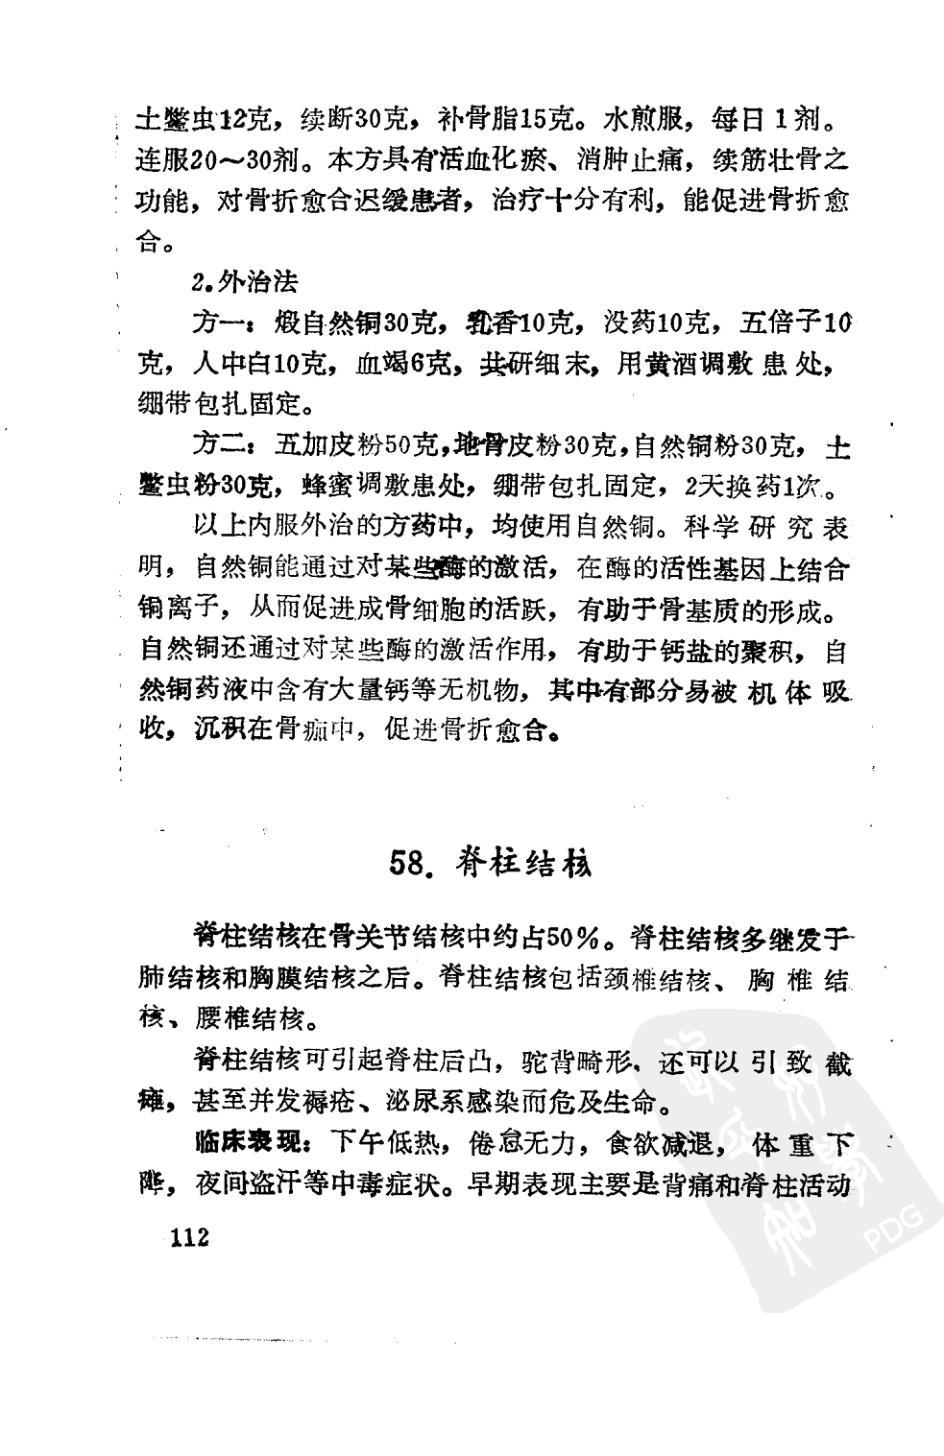 土鳖虫12克，续断30克，补骨脂15克。水煎服，每日1剂。
连服20～30剂。本方具有活血化瘀、消肿止痛，续筋壮骨之
功能，对骨折愈合迟缓患者，治疗十分有利，能促进骨折愈
合。
2.外治法
方一：煅自然铜30克，乳香10克，没药10克，五倍子10
克，人中白10克，血竭6克，共研细末，用黄酒调敷患处，
绷带包扎固定。
方二：五加皮粉50克，地骨皮粉30克，自然铜粉30克，土
鳖虫粉30克，蜂蜜调敷患处，绷带包扎固定，2天换药1次。
以上内服外治的方药中，均使用自然铜。科学研究表
明，自然铜能通过对某些酶的激活，在酶的活性基因上结合
铜离子，从而促进成骨细胞的活跃，有助于骨基质的形成。
自然铜还通过对某些酶的激活作用，有助于钙盐的聚积，自
然铜药液中含有大量钙等无机物，其中有部分易被机体吸
收，沉积在骨痂中，促进骨折愈合。
58．脊柱结核
脊柱结核在骨关节结核中约占50%。脊柱结核多继发于
肺结核和胸膜结核之后。脊柱结核包括颈椎结核、胸椎结
核、腰椎结核。
脊柱结核可引起脊柱后凸，驼背畸形，还可以引致截
瘫，甚至并发褥疮、泌尿系感染而危及生命。
临床表现：下午低热，倦怠无力，食欲减退，体重下
降，夜间盗汗等中毒症状。早期表现主要是背痛和脊柱活动
112
PDG